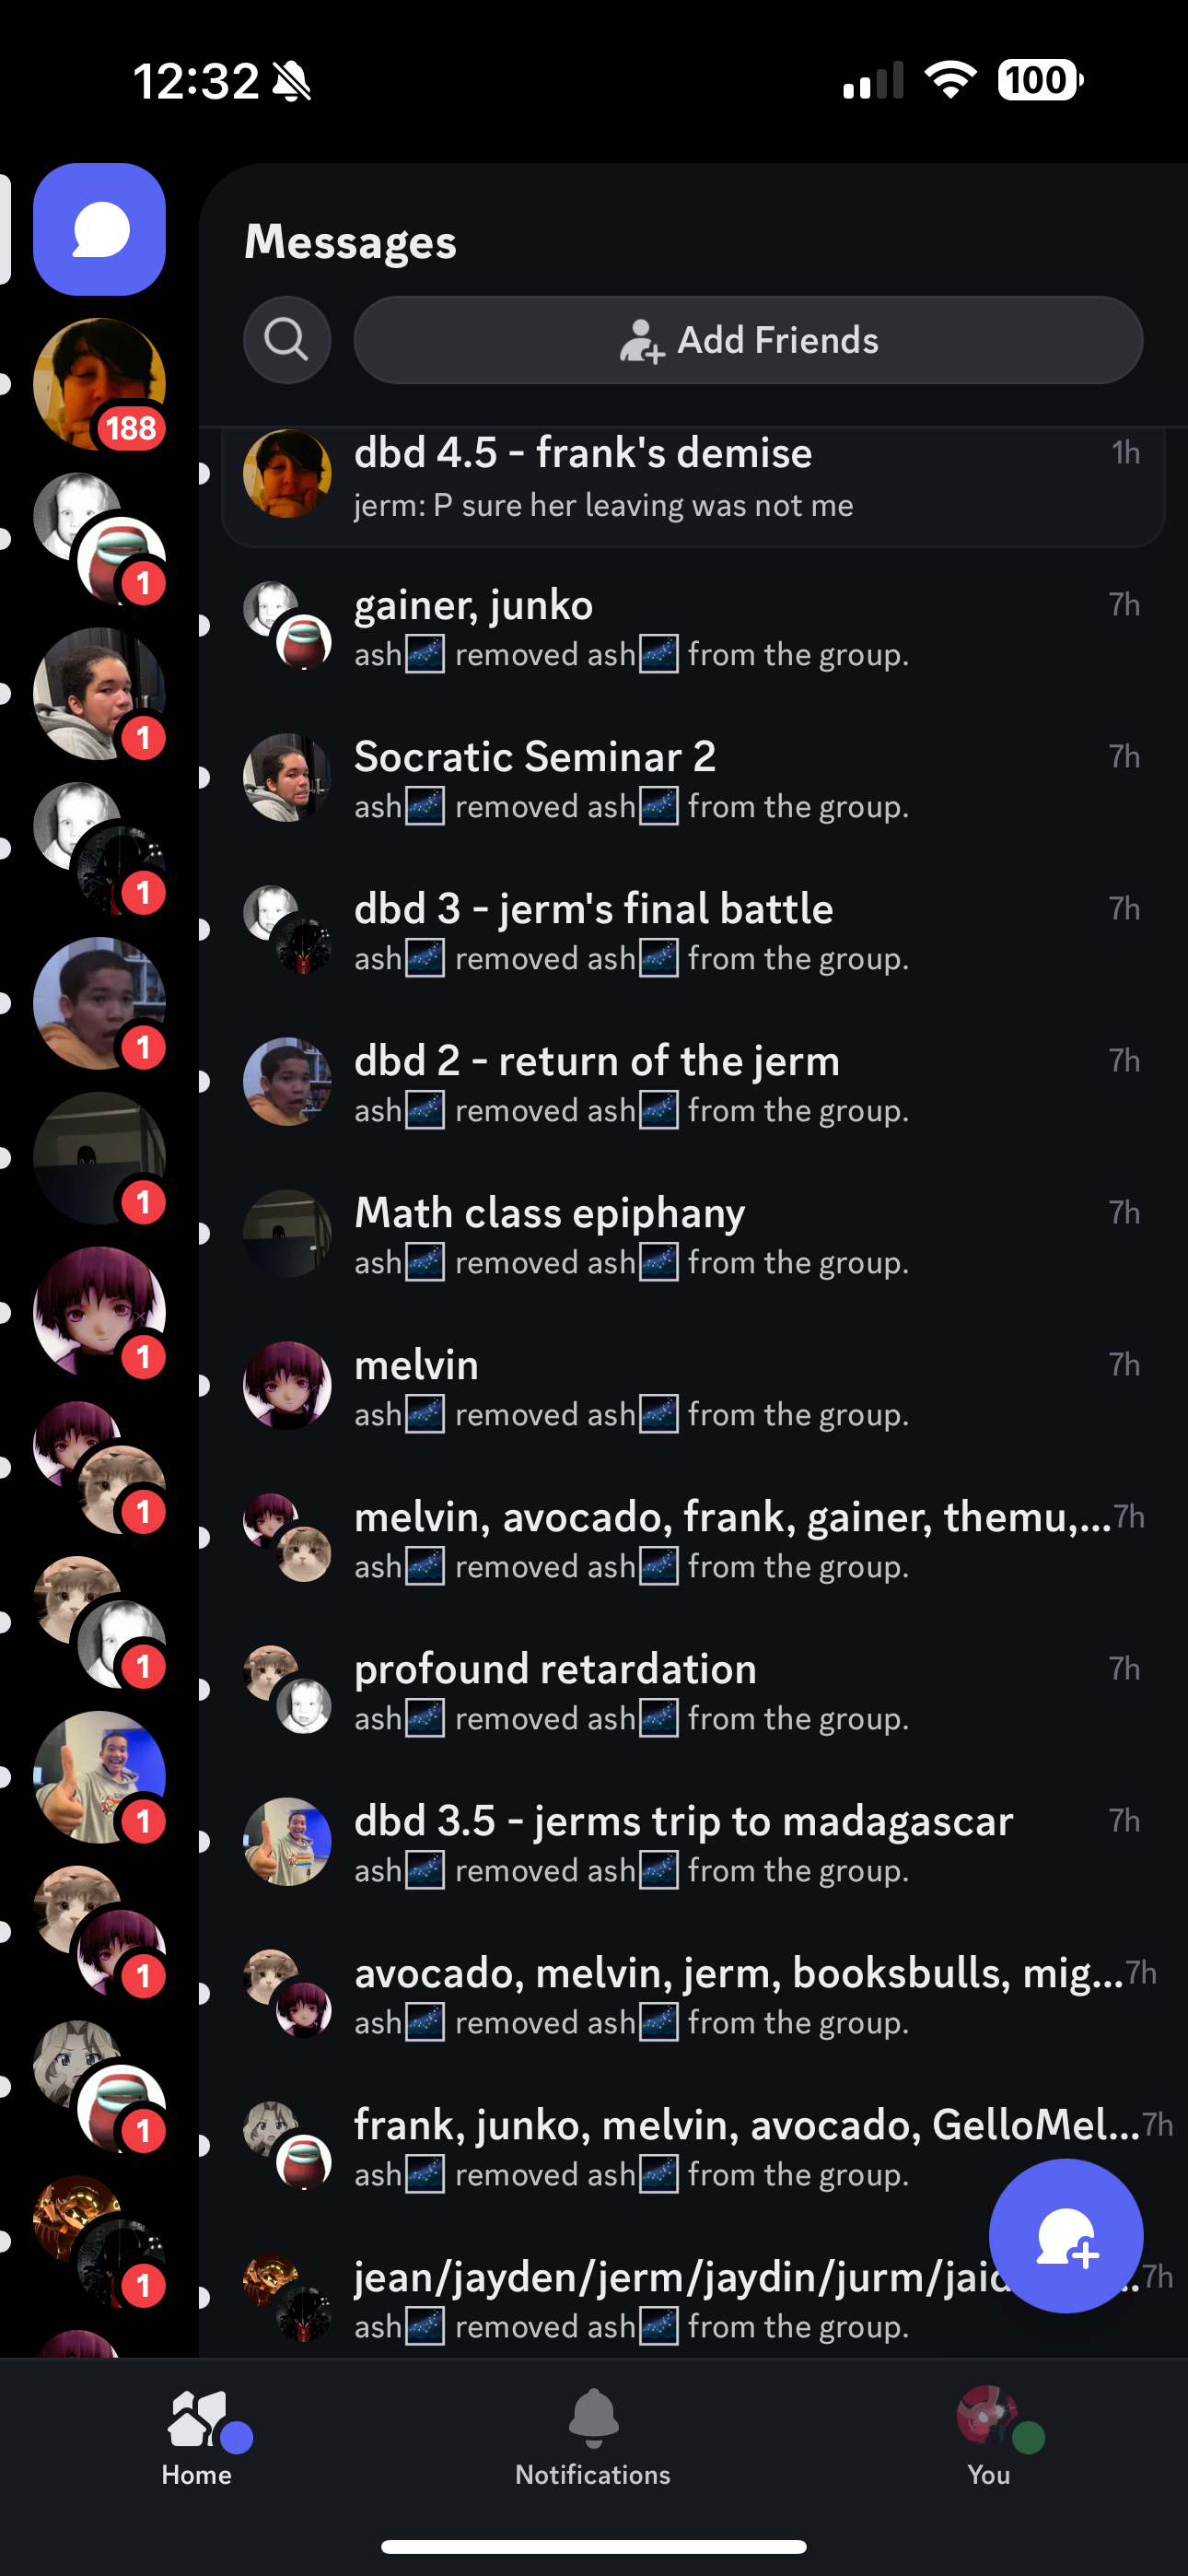 12:32
100
Messages
Add Friends
188
dbd 4.5 - frank's demise
1h
jerm: P sure her leaving was not me
1
gainer, junko
7h
ash🌌 removed ash🌌 from the group.
1
Socratic Seminar 2
7h
ash🌌 removed ash🌌 from the group.
1
dbd 3 - jerm's final battle
7h
ash🌌 removed ash🌌 from the group.
1
dbd 2 - return of the jerm
7h
ash🌌 removed ash🌌 from the group.
1
Math class epiphany
7h
ash🌌 removed ash🌌 from the group.
1
melvin
7h
ash🌌 removed ash🌌 from the group.
1
melvin, avocado, frank, gainer, themu,...
7h
ash🌌 removed ash🌌 from the group.
1
profound retardation
7h
ash🌌 removed ash🌌 from the group.
1
dbd 3.5 - jerms trip to madagascar
7h
ash🌌 removed ash🌌 from the group.
1
avocado, melvin, jerm, booksbulls, mig...
7h
ash🌌 removed ash🌌 from the group.
1
frank, junko, melvin, avocado, GelloMel...
7h
ash🌌 removed ash🌌 from the group.
1
jean/jayden/jerm/jaydin/jurm/jaid
7h
ash🌌 removed ash🌌 from the group.
Home
Notifications
You